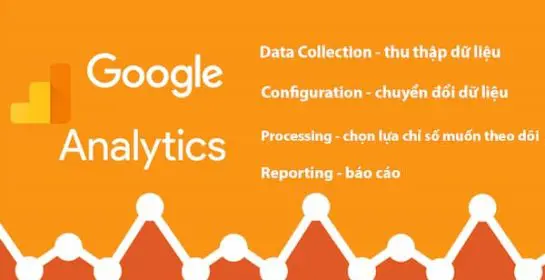 Google
Analytics
Data Collection - thu thập dữ liệu
Configuration - chuyển đổi dữ liệu
Processing - chọn lựa chỉ số muốn theo dõi
Reporting - báo cáo